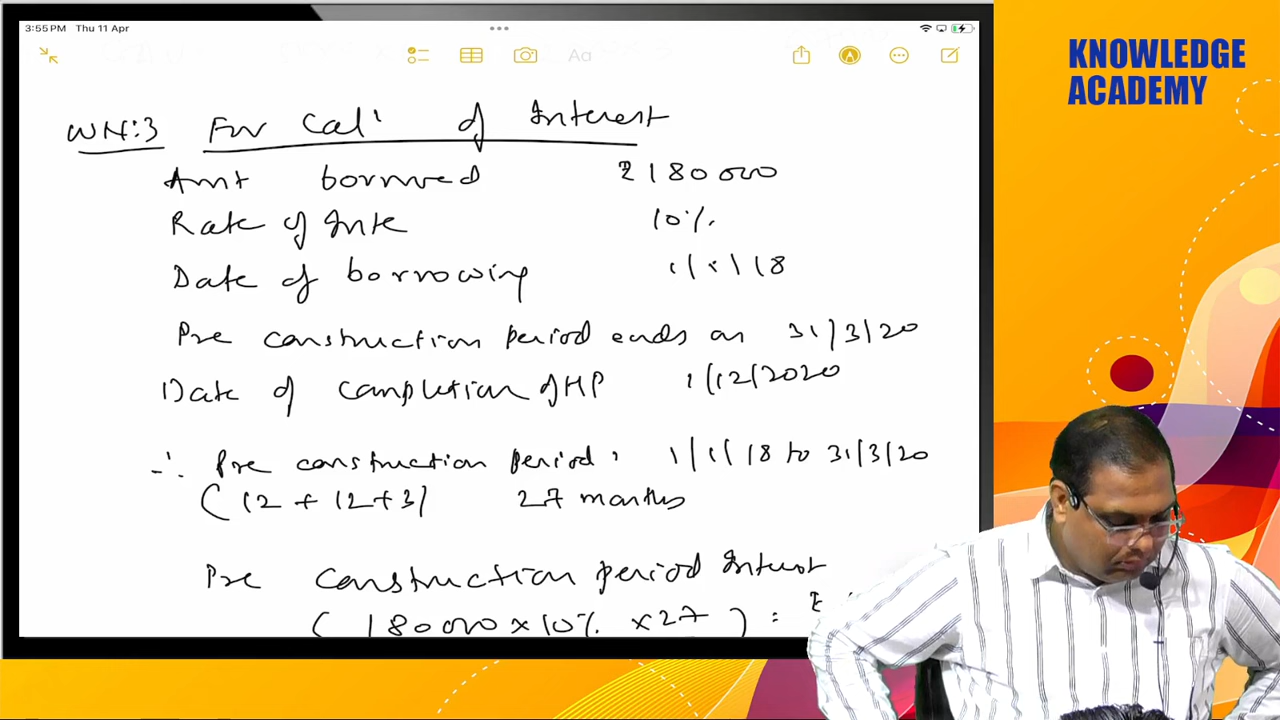 3:55 PM Thu 11 Apr
Aa
KNOWLEDGE
ACADEMY
WN:3 For Cal' of Interest
Amt borrowed ₹180000
Rate of Inte 10%
Date of borrowing 1/1/18
Pre construction period ends on 31/3/20
Date of completion of HP 1/12/2020
∴ Pre construction period: 1/1/18 to 31/3/20
(12 + 12+3) 27 months
Pre construction period Interest
(180000 x 10% x 27 ) = ₹